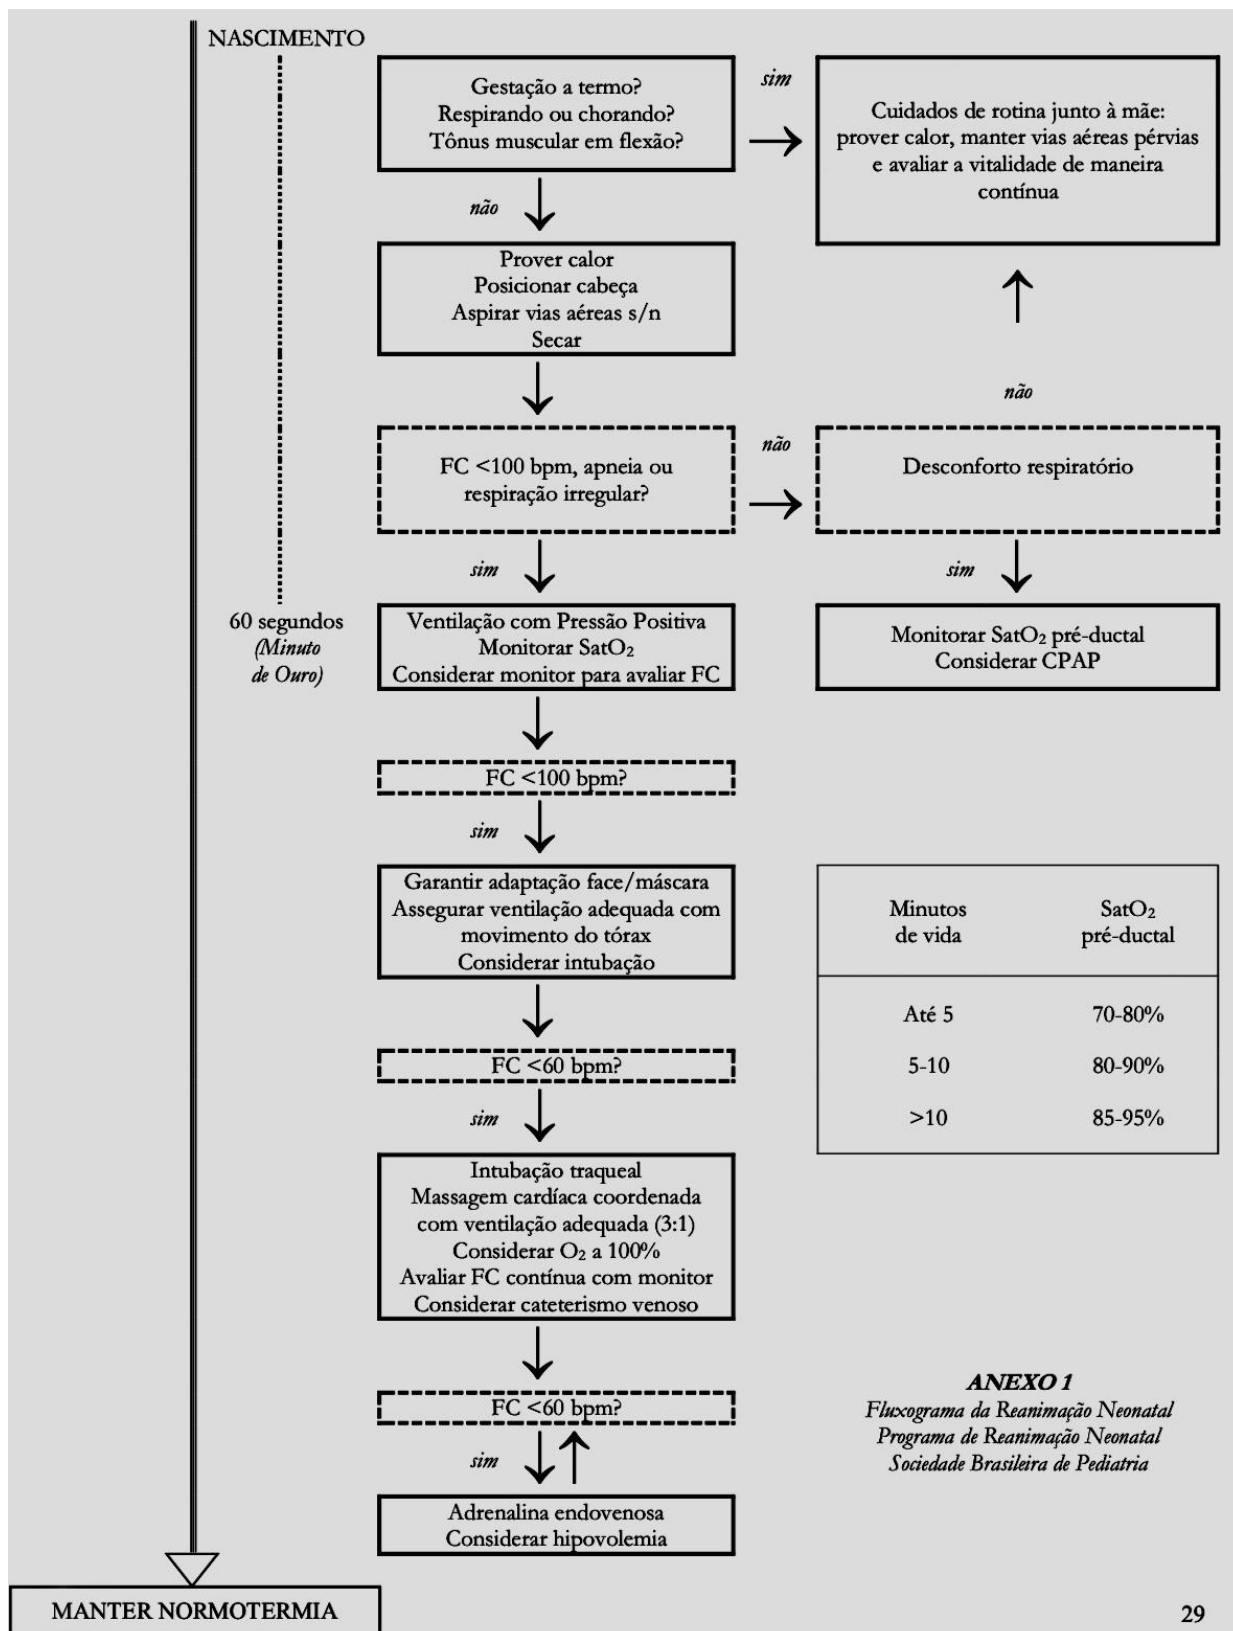 NASCIMENTO
Gestação a termo?
Respirando ou chorando?
Tônus muscular em flexão?
sim
Cuidados de rotina junto à mãe:
prover calor, manter vias aéreas pérvias
e avaliar a vitalidade de maneira
contínua
não
Prover calor
Posicionar cabeça
Aspirar vias aéreas s/n
Secar
não
FC <100 bpm, apneia ou
respiração irregular?
não
Desconforto respiratório
sim
sim
60 segundos
(Minuto
de Ouro)
Ventilação com Pressão Positiva
Monitorar SatO₂
Considerar monitor para avaliar FC
Monitorar SatO₂ pré-ductal
Considerar CPAP
FC <100 bpm?
sim
Garantir adaptação face/máscara
Assegurar ventilação adequada com
movimento do tórax
Considerar intubação
Minutos
de vida
SatO₂
pré-ductal
Até 5 70-80%
5-10 80-90%
>10 85-95%
FC <60 bpm?
sim
Intubação traqueal
Massagem cardíaca coordenada
com ventilação adequada (3:1)
Considerar O₂ a 100%
Avaliar FC contínua com monitor
Considerar cateterismo venoso
FC <60 bpm?
sim
Adrenalina endovenosa
Considerar hipovolemia
ANEXO 1
Fluxograma da Reanimação Neonatal
Programa de Reanimação Neonatal
Sociedade Brasileira de Pediatria
MANTER NORMOTERMIA
29